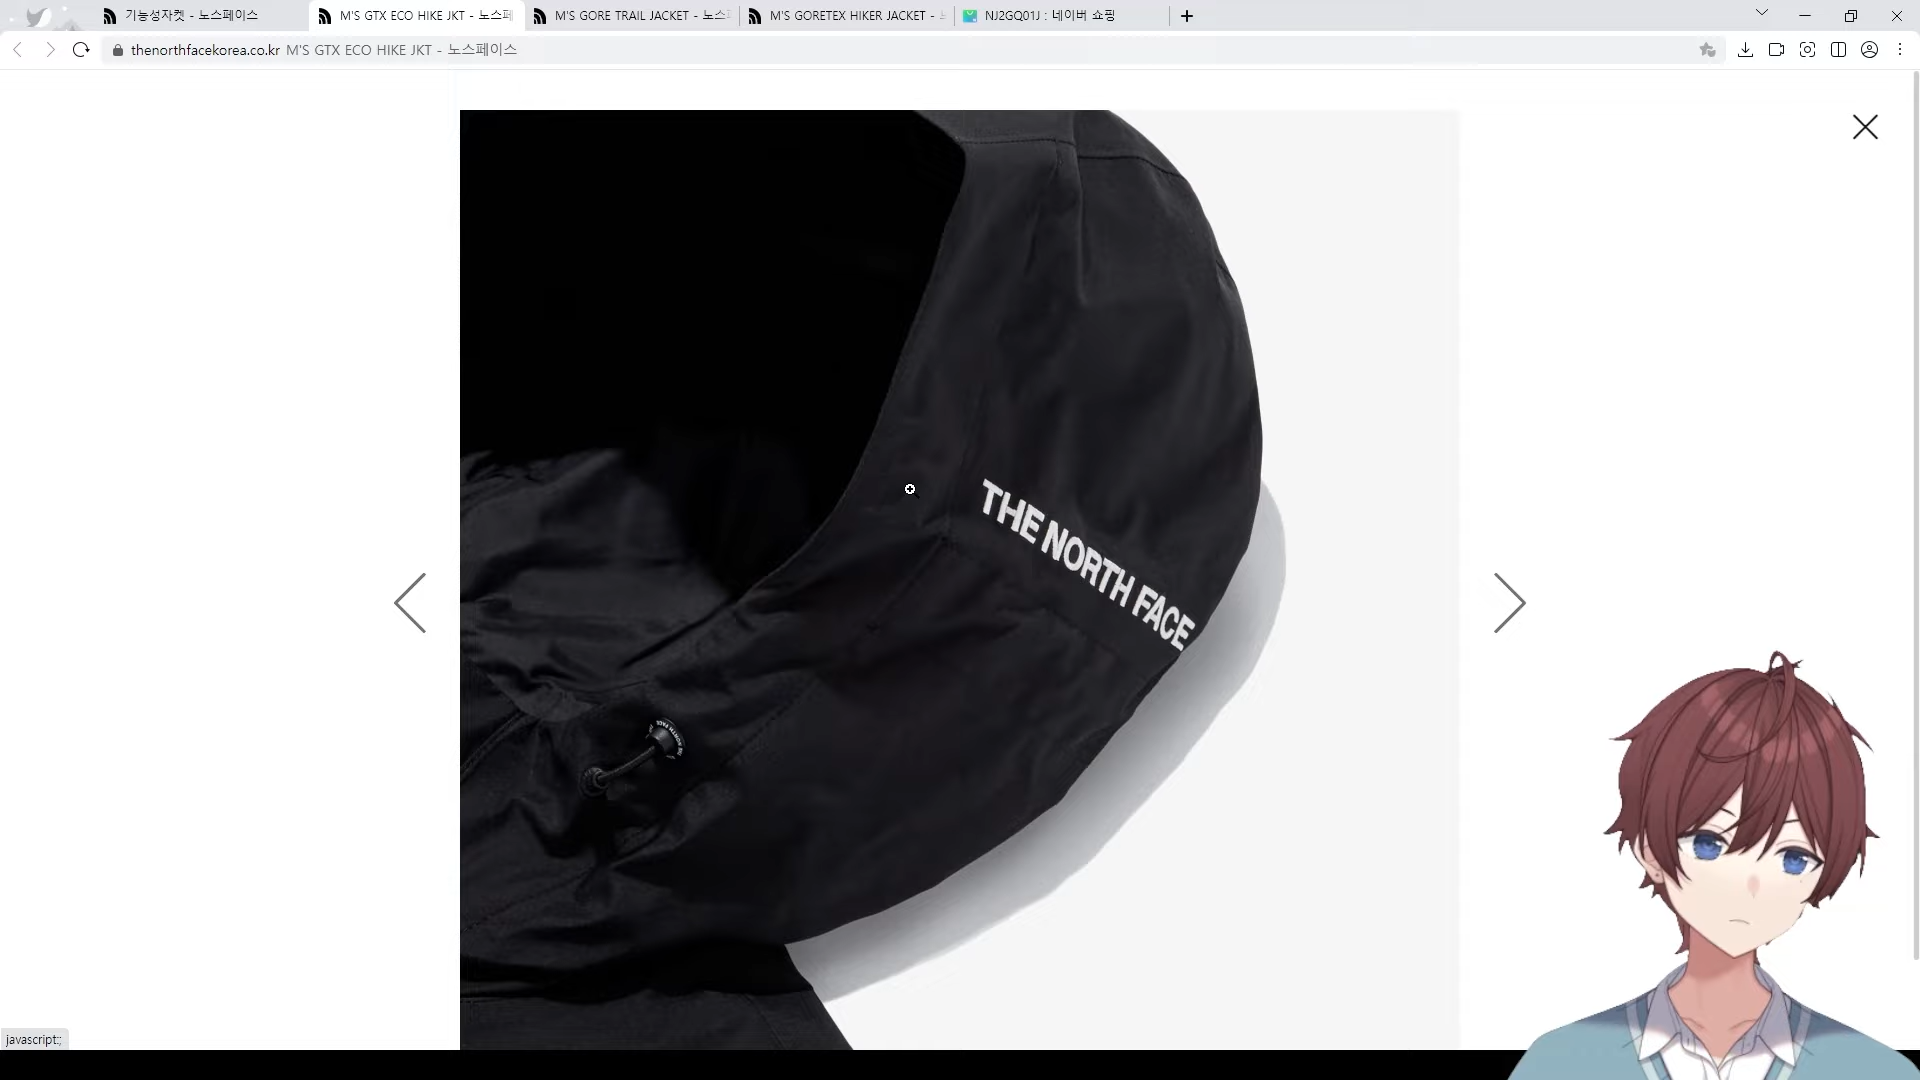 기능성자켓 - 노스페이스
M'S GTX ECO HIKE JKT - 노스페
M'S GORE TRAIL JACKET - 노스
M'S GORETEX HIKER JACKET -
NJ2GQ01J : 네이버 쇼핑
thenorthfacekorea.co.kr M'S GTX ECO HIKE JKT - 노스페이스
THE NORTH FACE
javascript:;